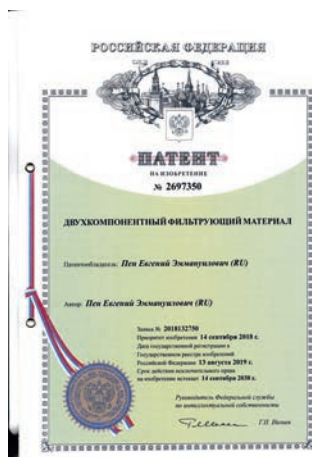 РОССИЙСКАЯ ФЕДЕРАЦИЯ
ПАТЕНТ
НА ИЗОБРЕТЕНИЕ
№ 2697350
ДВУХКОМПОНЕНТНЫЙ ФИЛЬТРУЮЩИЙ МАТЕРИАЛ
Патентообладатель: Пен Евгений Эммануилович (RU)
Автор: Пен Евгений Эммануилович (RU)
Заявка № 2018132750
Приоритет изобретения 14 сентября 2018 г.
Дата государственной регистрации в
Государственном реестре изобретений
Российской Федерации 13 августа 2019 г.
Срок действия исключительного права
на изобретение истекает 14 сентября 2038 г.
Руководитель Федеральной службы
по интеллектуальной собственности
Г.П. Ивлиев